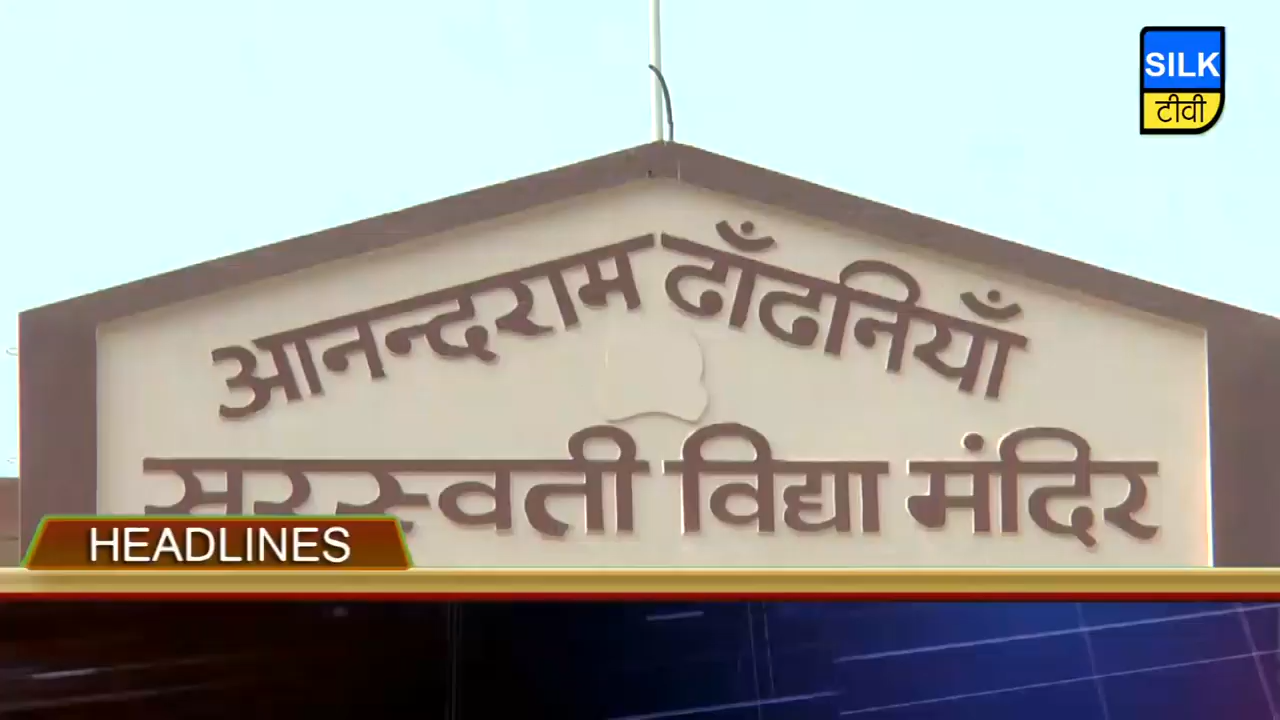 SILK
टीवी
आनन्दराम ढाँढनियाँ
सरस्वती विद्या मंदिर
HEADLINES